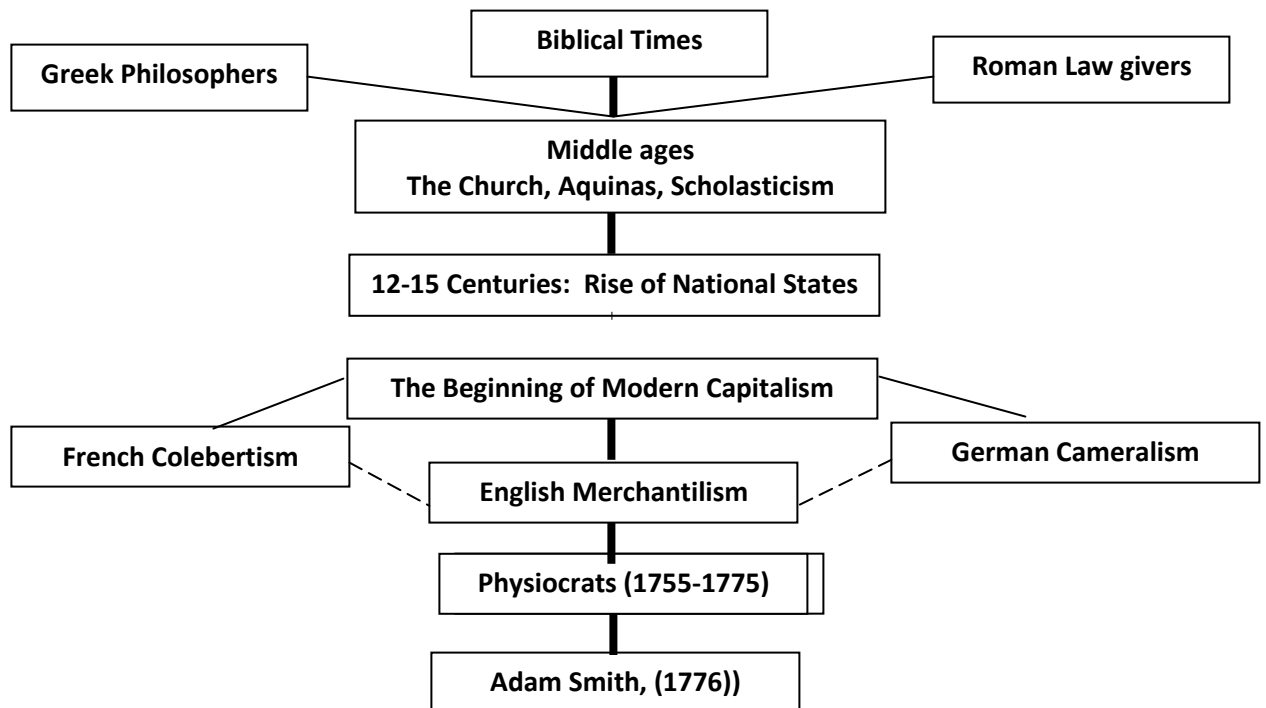 Biblical Times
Greek Philosophers
Roman Law givers
Middle ages
The Church, Aquinas, Scholasticism
12-15 Centuries:  Rise of National States
The Beginning of Modern Capitalism
French Colebertism
German Cameralism
English Merchantilism
Physiocrats (1755-1775)
Adam Smith, (1776))